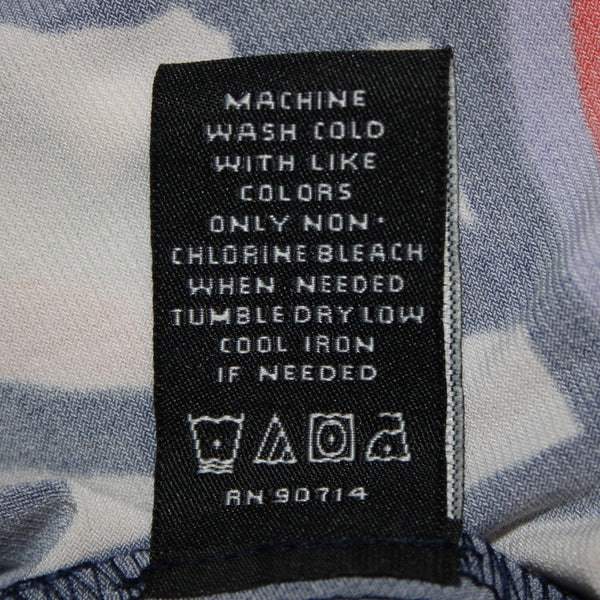 MACHINE
WASH COLD
WITH LIKE
COLORS
ONLY NON-
CHLORINE BLEACH
WHEN NEEDED
TUMBLE DRY LOW
COOL IRON
IF NEEDED
RN 90714